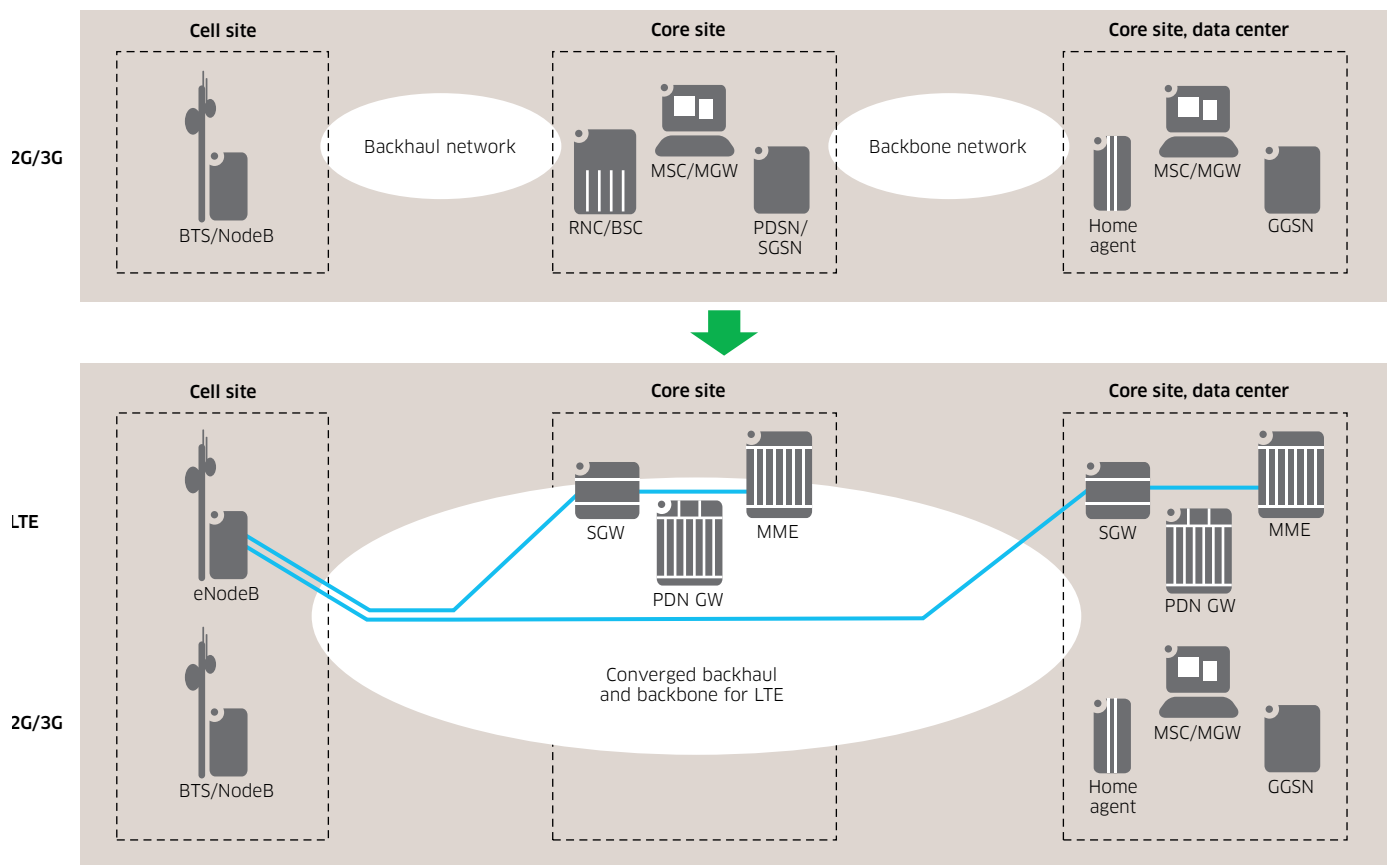 Cell site
Core site
Core site, data center
2G/3G
Backhaul network
Backbone network
BTS/NodeB
RNC/BSC
MSC/MGW
PDSN/
SGSN
Home
agent
MSC/MGW
GGSN
Cell site
Core site
Core site, data center
LTE
eNodeB
SGW
PDN GW
MME
SGW
PDN GW
MME
Converged backhaul
and backbone for LTE
2G/3G
BTS/NodeB
Home
agent
MSC/MGW
GGSN